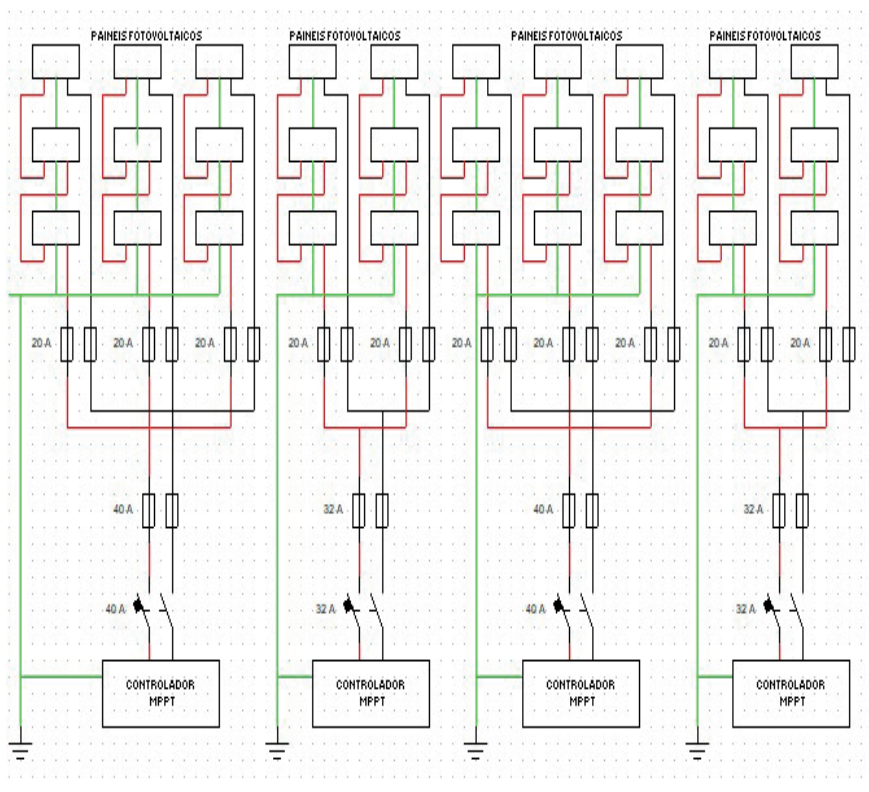 PAINEIS FOTOVOLTAICOS PAINEIS FOTOVOLTAICOS PAINEIS FOTOVOLTAICOS PAINEIS FOTOVOLTAICOS
20 A 20 A 20 A 20 A 20 A 20 A 20 A 20 A 20 A 20 A
40 A 32 A 40 A 32 A
40 A 32 A 40 A 32 A
CONTROLADOR CONTROLADOR CONTROLADOR CONTROLADOR
MPPT MPPT MPPT MPPT